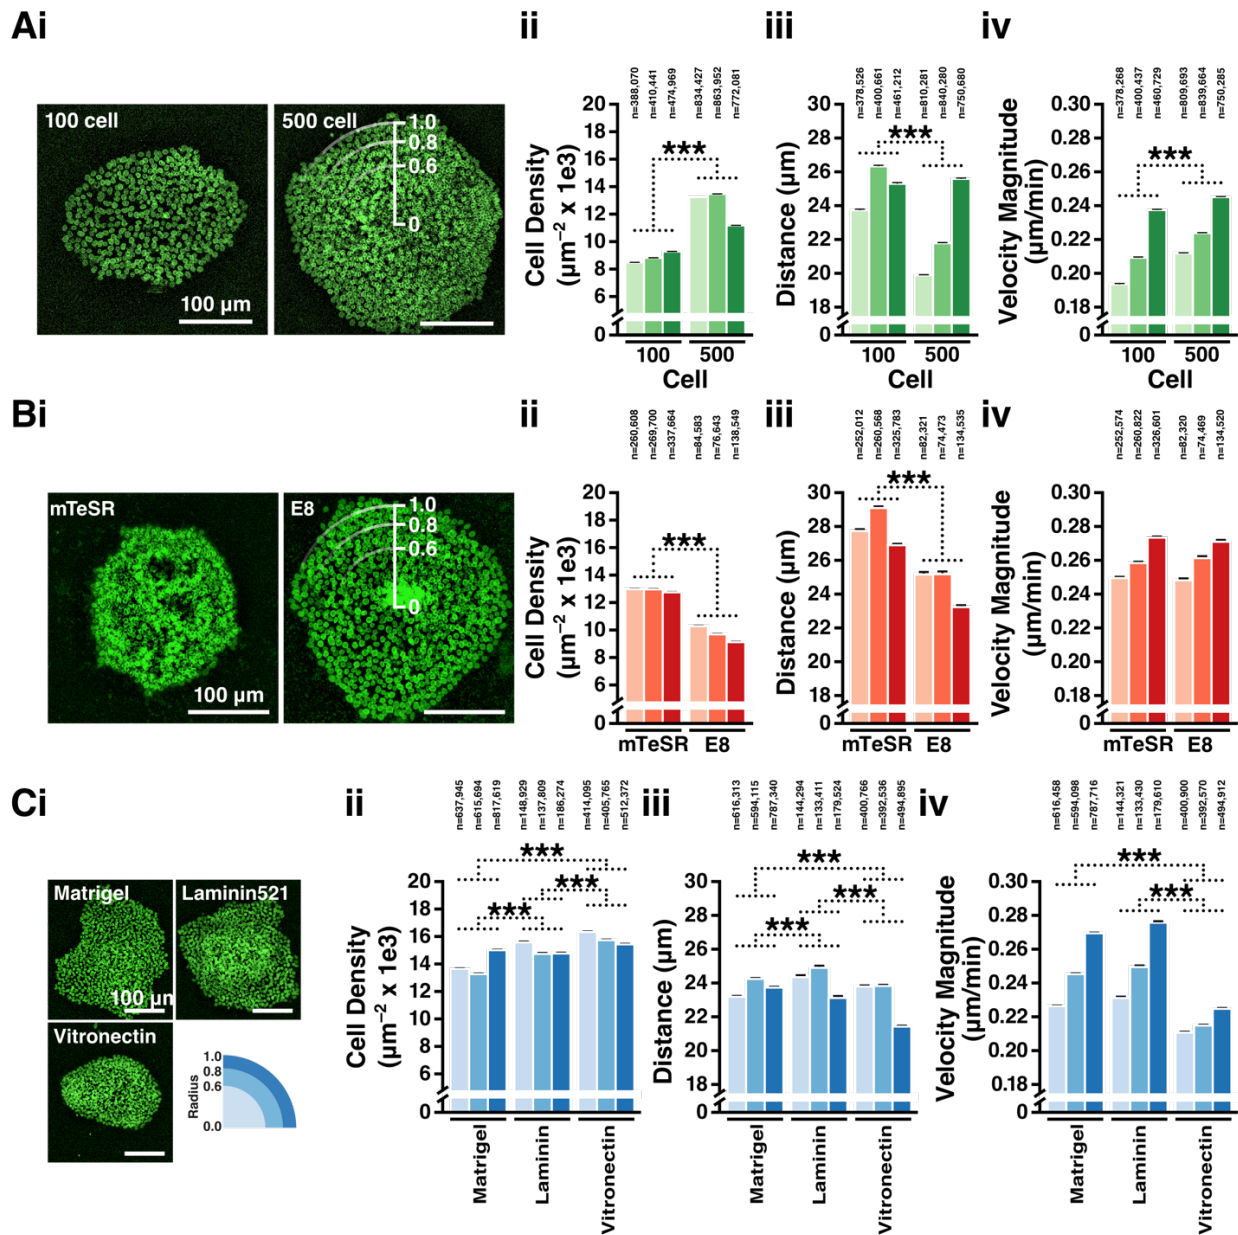 Ai
ii
iii
iv
100 cell
100 µm
500 cell
1.0
0.8
0.6
0
n=388,070
n=410,441
n=474,969
n=834,427
n=863,952
n=772,081
***
Cell Density
(µm⁻² x 1e3)
20
18
16
14
12
10
8
6
0
100
500
Cell
n=378,526
n=400,661
n=461,212
n=810,281
n=840,280
n=750,680
***
Distance (µm)
30
28
26
24
22
20
18
0
100
500
Cell
n=378,268
n=400,437
n=460,729
n=809,693
n=839,664
n=750,285
***
Velocity Magnitude
(µm/min)
0.30
0.28
0.26
0.24
0.22
0.20
0.18
0
100
500
Cell
Bi
ii
iii
iv
mTeSR
100 µm
E8
1.0
0.8
0.6
0
n=260,608
n=269,700
n=337,664
n=84,583
n=76,643
n=138,549
***
Cell Density
(µm⁻² x 1e3)
20
18
16
14
12
10
8
6
0
mTeSR
E8
n=252,012
n=260,568
n=325,783
n=82,321
n=74,473
n=134,535
***
Distance (µm)
30
28
26
24
22
20
18
0
mTeSR
E8
n=252,574
n=260,822
n=326,601
n=82,320
n=74,469
n=134,520
Velocity Magnitude
(µm/min)
0.30
0.28
0.26
0.24
0.22
0.20
0.18
0
mTeSR
E8
Ci
ii
iii
iv
Matrigel
100 µm
Laminin521
Vitronectin
Radius
1.0
0.8
0.6
0.0
n=637,945
n=615,694
n=817,619
n=148,929
n=137,809
n=186,274
n=414,095
n=405,765
n=512,372
***
***
***
Cell Density
(µm⁻² x 1e3)
20
18
16
14
12
10
8
6
0
Matrigel
Laminin
Vitronectin
n=616,313
n=594,115
n=787,340
n=144,294
n=133,411
n=179,524
n=400,766
n=392,536
n=494,895
***
***
***
Distance (µm)
30
28
26
24
22
20
18
0
Matrigel
Laminin
Vitronectin
n=616,458
n=594,098
n=787,716
n=144,321
n=133,430
n=179,610
n=400,900
n=392,570
n=494,912
***
***
Velocity Magnitude
(µm/min)
0.30
0.28
0.26
0.24
0.22
0.20
0.18
0
Matrigel
Laminin
Vitronectin